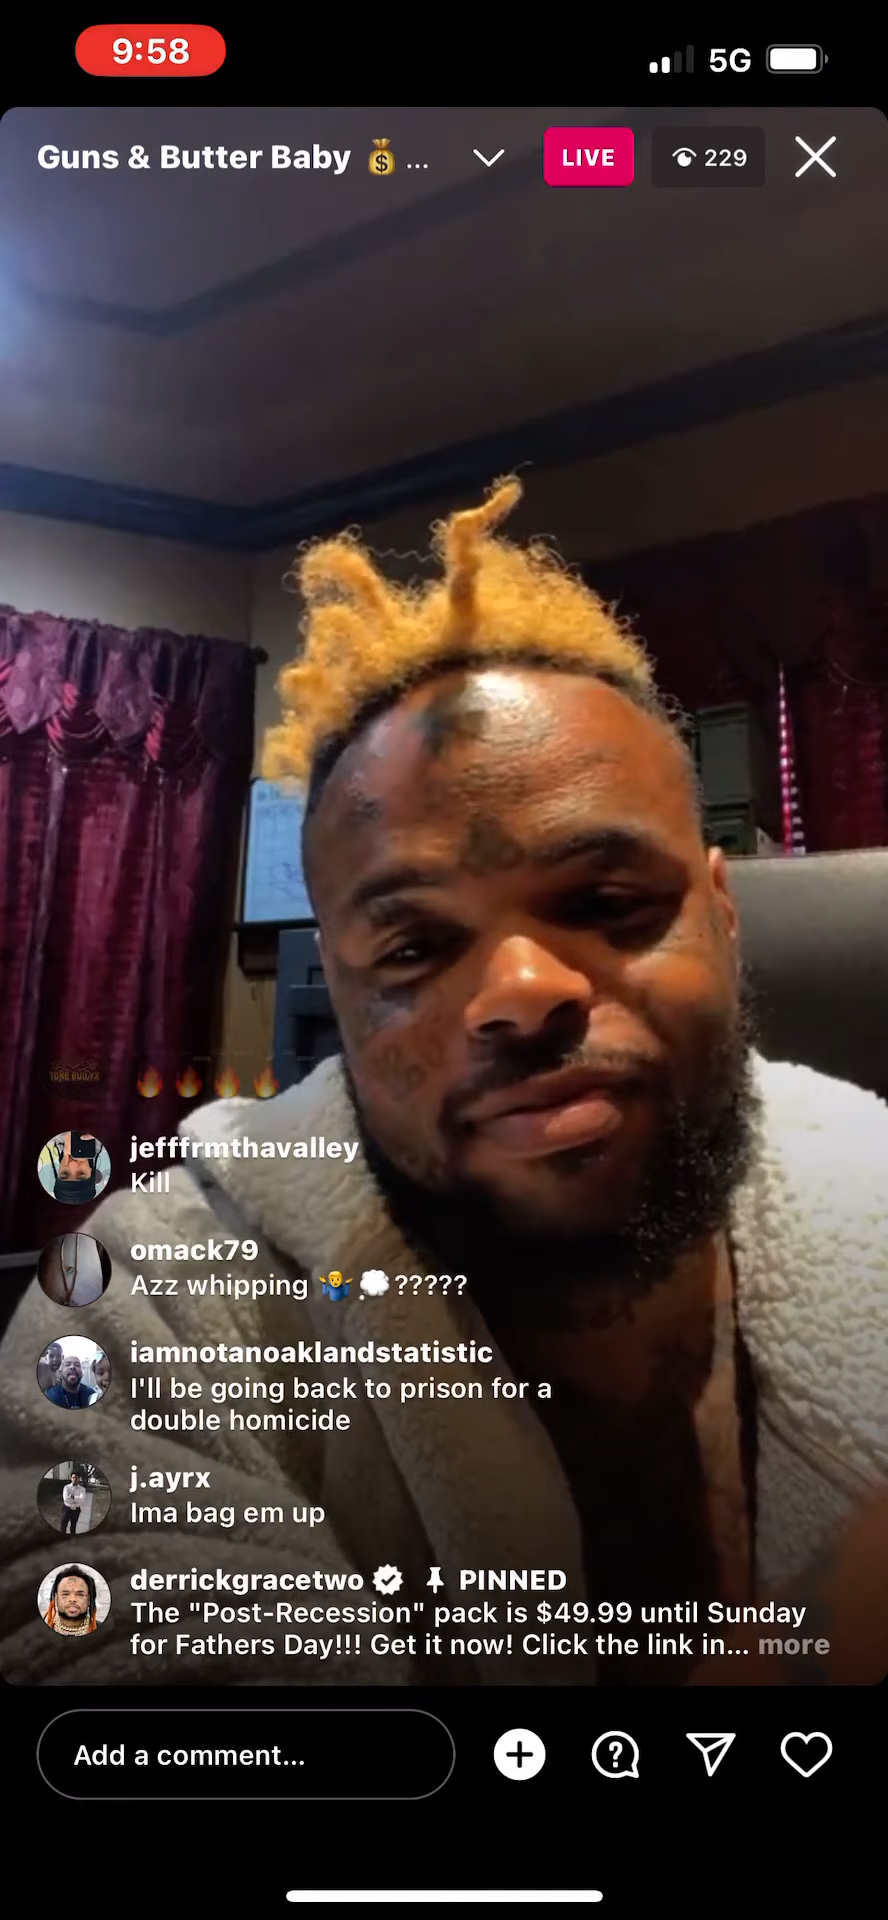 9:58 5G
Guns & Butter Baby 💰 ... LIVE 229
🔥 🔥 🔥 🔥
jefffrmthavalley
Kill
omack79
Azz whipping 🤷‍♂️💭?????
iamnotanoaklandstatistic
I'll be going back to prison for a
double homicide
j.ayrx
Ima bag em up
derrickgracetwo PINNED
The "Post-Recession" pack is $49.99 until Sunday
for Fathers Day!!! Get it now! Click the link in... more
Add a comment...